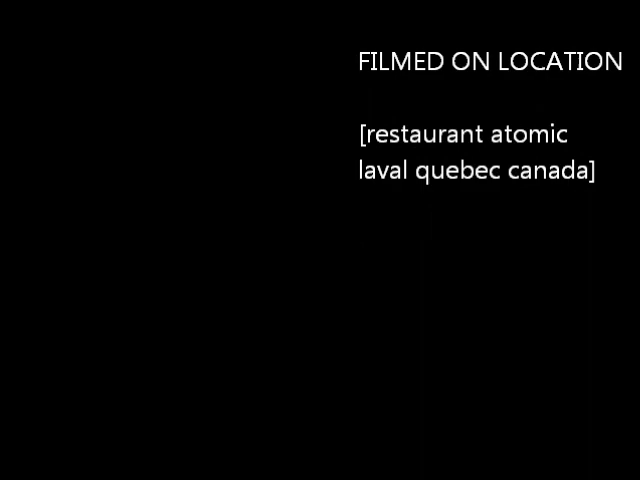 FILMED ON LOCATION
[restaurant atomic
laval quebec canada]